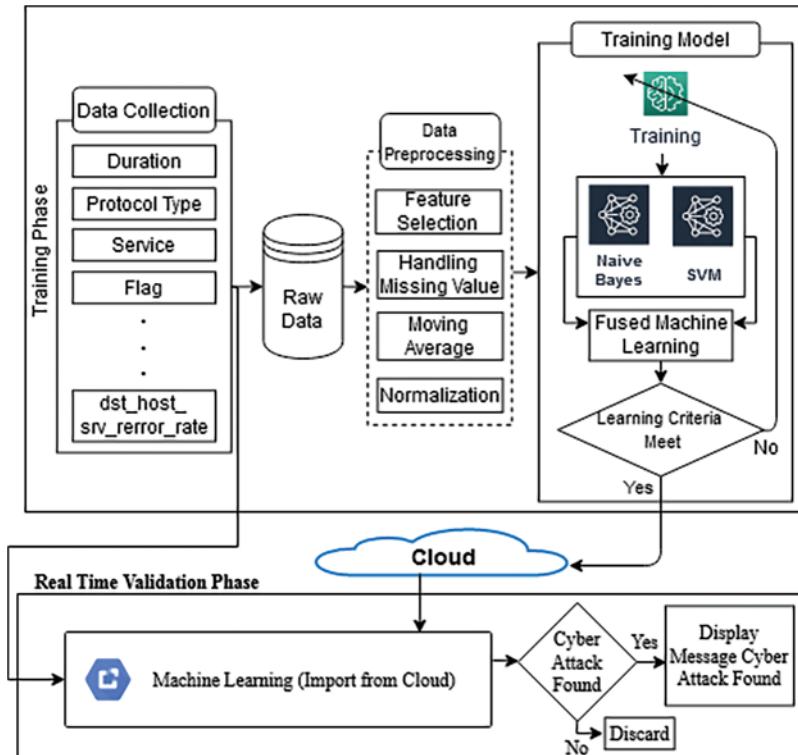 Training Phase
Data Collection
Duration
Protocol Type
Service
Flag
.
.
.
dst_host_
srv_rerror_rate
Raw
Data
Data
Preprocessing
Feature
Selection
Handling
Missing Value
Moving
Average
Normalization
Training Model
Training
Naive
Bayes
SVM
Fused Machine
Learning
Learning Criteria
Meet
No
Yes
Cloud
Real Time Validation Phase
Machine Learning (Import from Cloud)
Cyber
Attack
Found
Yes
Display
Message Cyber
Attack Found
No
Discard